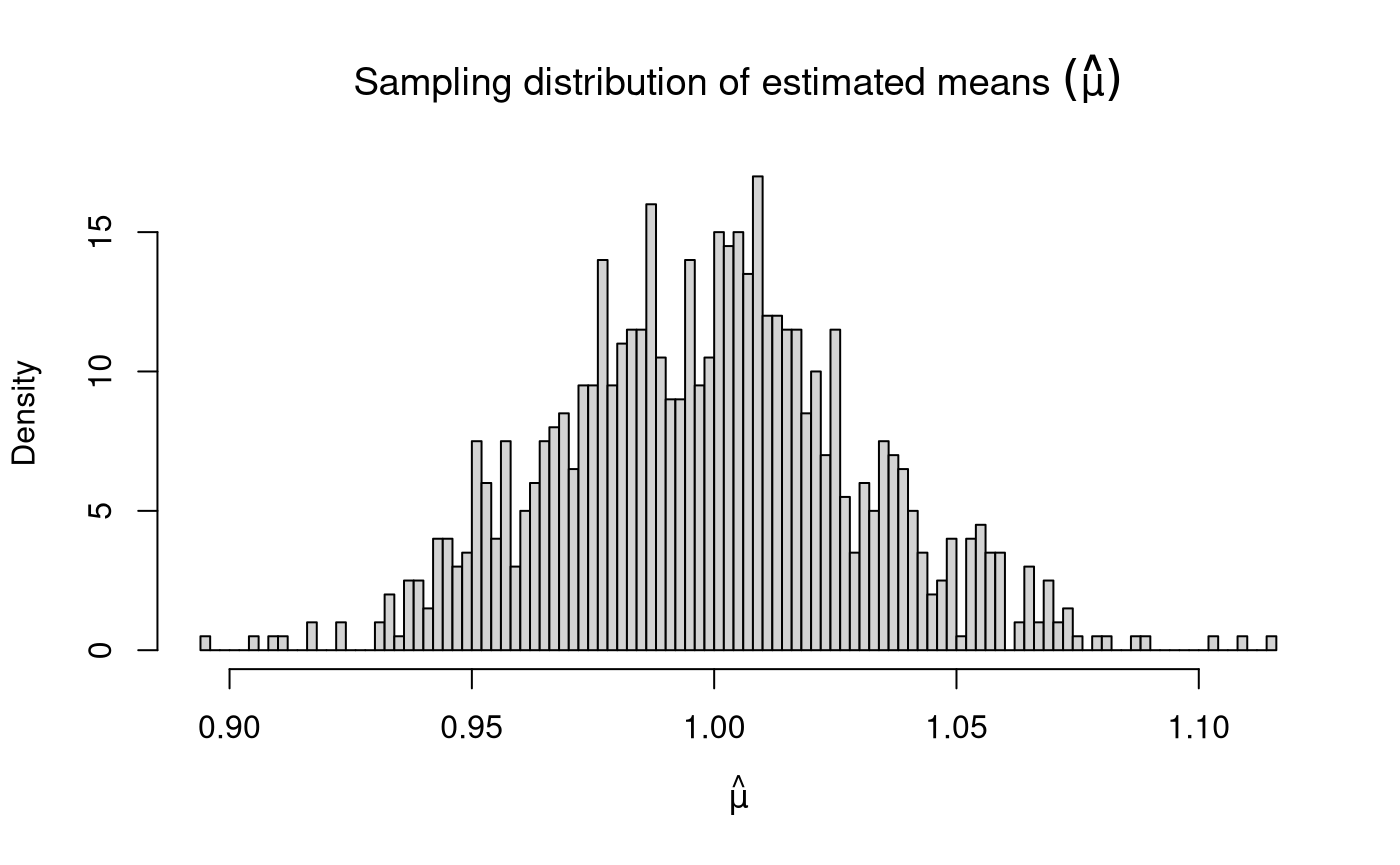 Sampling distribution of estimated means (μ̂)
Density
15
10
5
0
0.90 0.95 1.00 1.05 1.10
μ̂